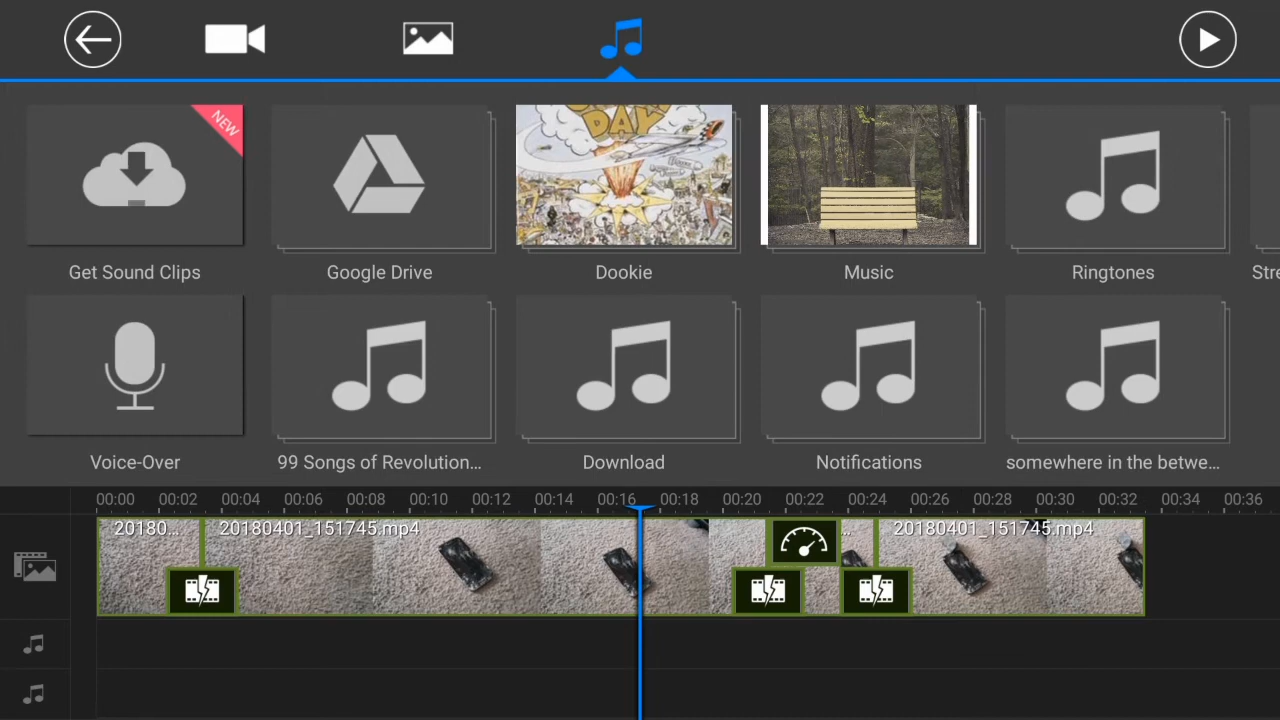 NEW
DAY
Get Sound Clips
Google Drive
Dookie
Music
Ringtones
Stre
Voice-Over
99 Songs of Revolution...
Download
Notifications
somewhere in the betwe...
00:00 00:02 00:04 00:06 00:08 00:10 00:12 00:14 00:16 00:18 00:20 00:22 00:24 00:26 00:28 00:30 00:32 00:34 00:36
20180...
20180401_151745.mp4
...
20180401_151745.mp4